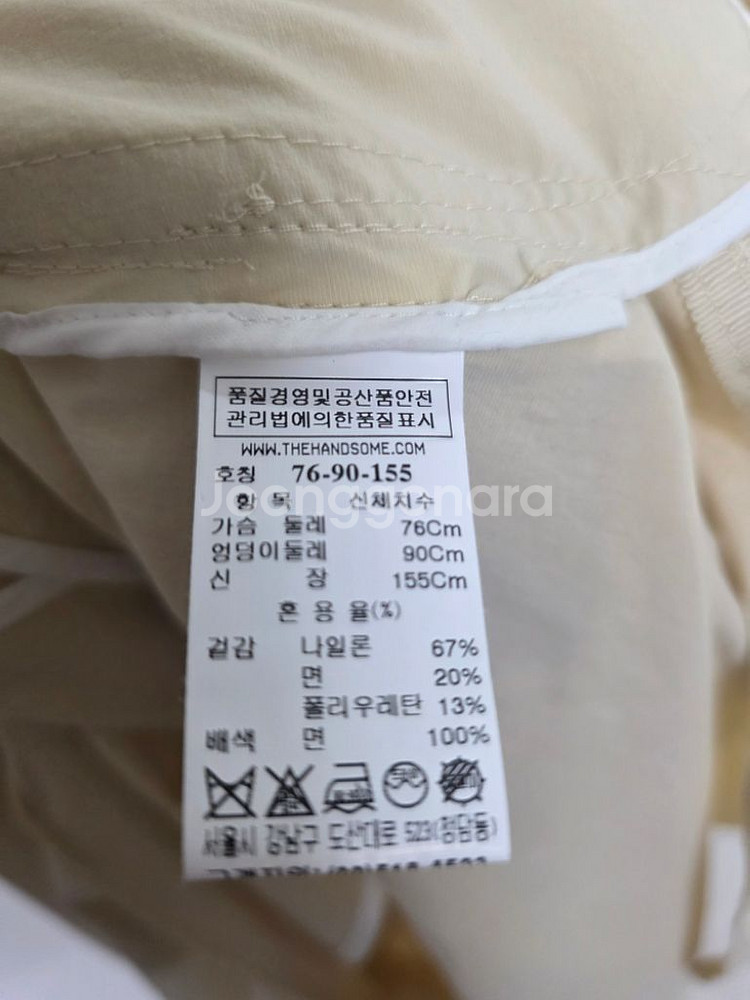 품질경영및공산품안전
관리법에의한품질표시
WWW.THEHANDSOME.COM
호칭 76-90-155
Joonggonara
항 목 신체치수
가슴 둘레 76Cm
엉덩이둘레 90Cm
신 장 155Cm
혼 용 율(%)
겉감 나일론 67%
면 20%
폴리우레탄 13%
배색 면 100%
서울시 강남구 도산대로 523(청담동)